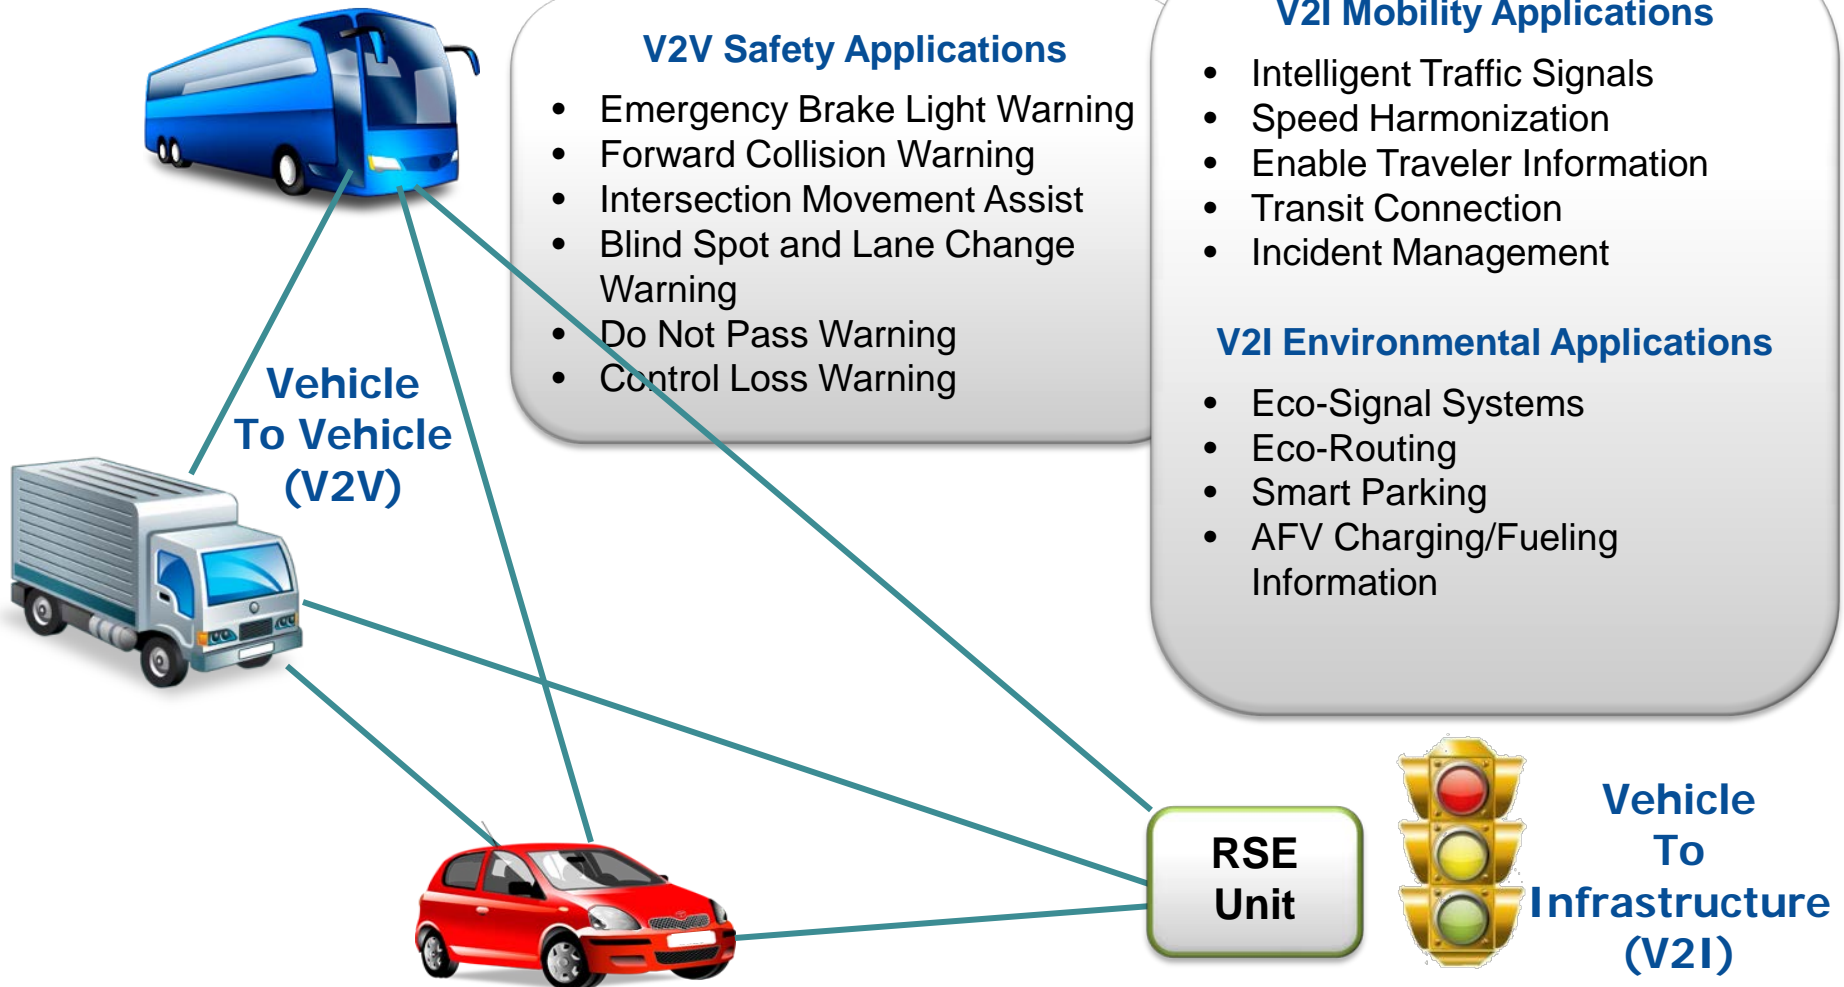 V2V Safety Applications
• Emergency Brake Light Warning
• Forward Collision Warning
• Intersection Movement Assist
• Blind Spot and Lane Change
Warning
• Do Not Pass Warning
• Control Loss Warning
V2I Mobility Applications
• Intelligent Traffic Signals
• Speed Harmonization
• Enable Traveler Information
• Transit Connection
• Incident Management
V2I Environmental Applications
• Eco-Signal Systems
• Eco-Routing
• Smart Parking
• AFV Charging/Fueling
Information
Vehicle
To Vehicle
(V2V)
RSE
Unit
Vehicle
To
Infrastructure
(V2I)